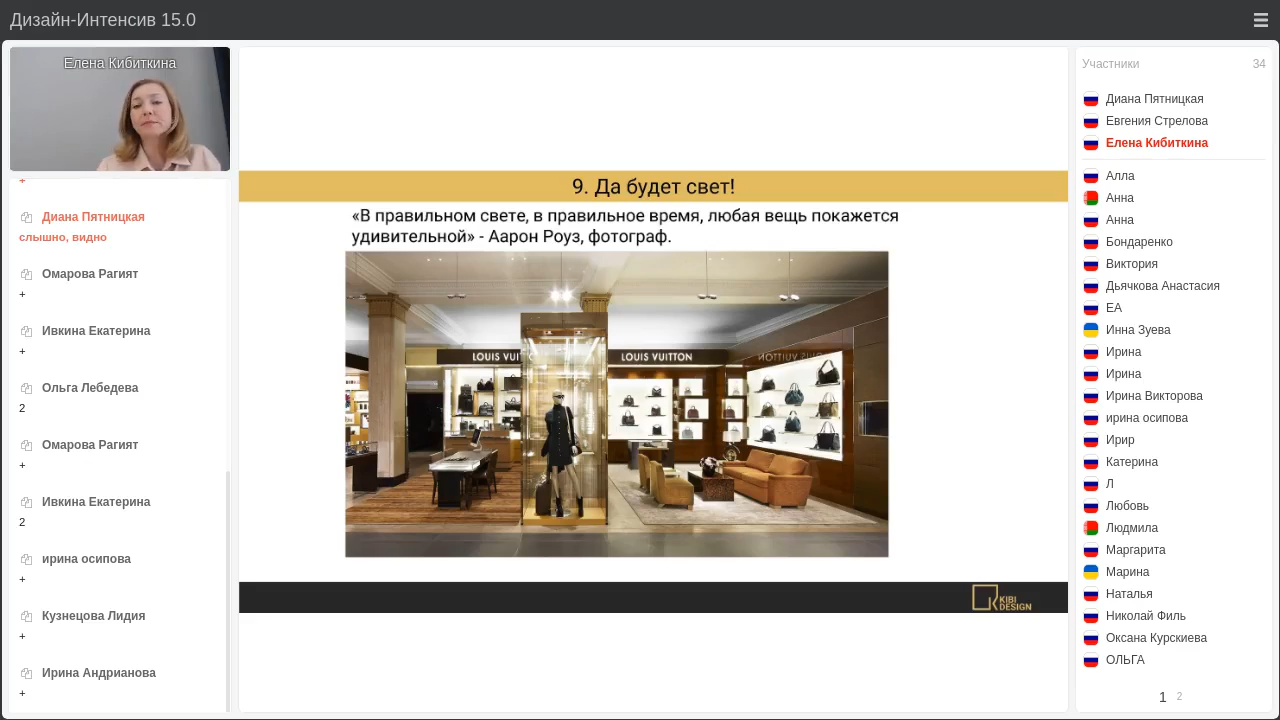 Дизайн-Интенсив 15.0
Елена Кибиткина
+
Диана Пятницкая
слышно, видно
Омарова Рагият
+
Ивкина Екатерина
+
Ольга Лебедева
2
Омарова Рагият
+
Ивкина Екатерина
2
ирина осипова
+
Кузнецова Лидия
+
Ирина Андрианова
+
9. Да будет свет!
«В правильном свете, в правильное время, любая вещь покажется
удивительной» - Аарон Роуз, фотограф.
LOUIS VUITTON
LOUIS VUITTON
KIBI
DESIGN
Участники 34
Диана Пятницкая
Евгения Стрелова
Елена Кибиткина
Алла
Анна
Анна
Бондаренко
Виктория
Дьячкова Анастасия
ЕА
Инна Зуева
Ирина
Ирина
Ирина Викторова
ирина осипова
Ирир
Катерина
Л
Любовь
Людмила
Маргарита
Марина
Наталья
Николай Филь
Оксана Курскиева
ОЛЬГА
1 2